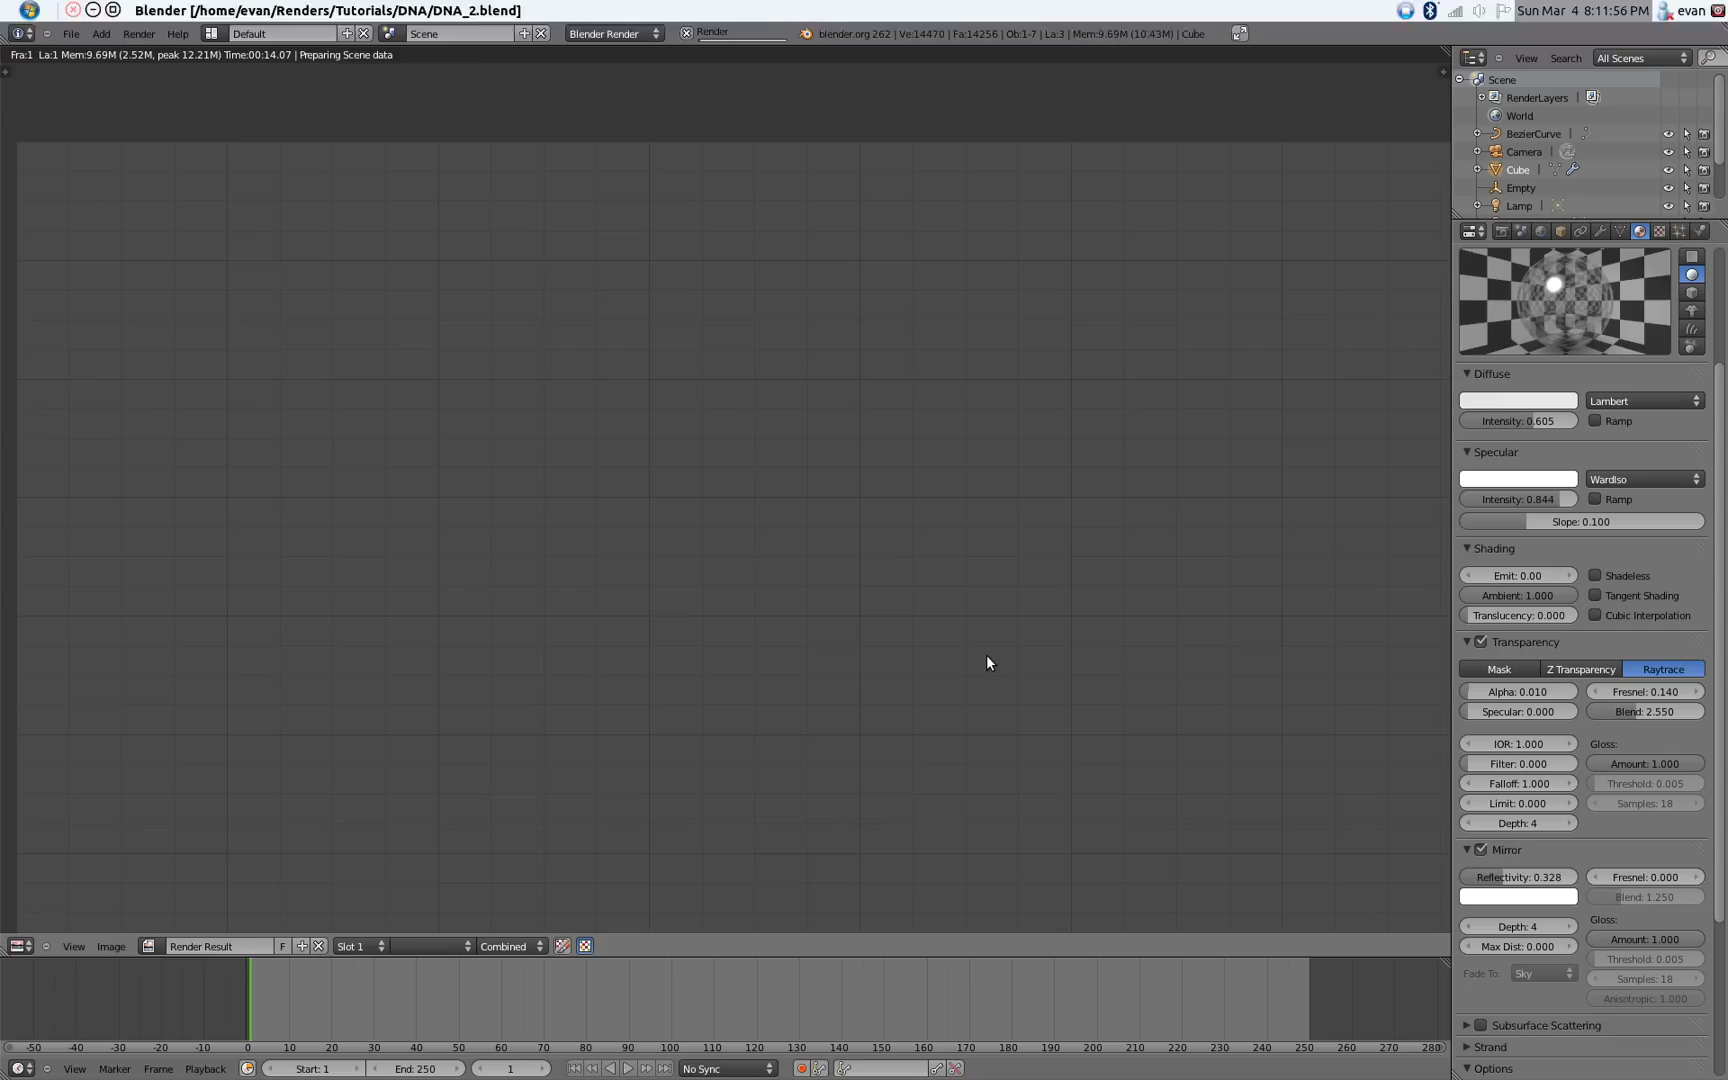 Blender [/home/evan/Renders/Tutorials/DNA/DNA_2.blend]
Sun Mar 4 8:11:56 PM
evan
File Add Render Help
Default
Scene
Blender Render
Render
blender.org 262 | Ve:14470 | Fa:14256 | Ob:1-7 | La:3 | Mem:9.69M (10.43M) | Cube
Fra:1 La:1 Mem:9.69M (2.52M, peak 12.21M) Time:00:14.07 | Preparing Scene data
View Search All Scenes
Scene
RenderLayers |
World
BezierCurve |
Camera |
Cube |
Empty
Lamp |
Diffuse
Lambert
Intensity: 0.605 Ramp
Specular
WardIso
Intensity: 0.844 Ramp
Slope: 0.100
Shading
Emit: 0.00 Shadeless
Ambient: 1.000 Tangent Shading
Translucency: 0.000 Cubic Interpolation
Transparency
Mask Z Transparency Raytrace
Alpha: 0.010 Fresnel: 0.140
Specular: 0.000 Blend: 2.550
IOR: 1.000 Gloss:
Filter: 0.000 Amount: 1.000
Falloff: 1.000 Threshold: 0.005
Limit: 0.000 Samples: 18
Depth: 4
Mirror
Reflectivity: 0.328 Fresnel: 0.000
Blend: 1.250
Depth: 4 Gloss:
Max Dist: 0.000 Amount: 1.000
Threshold: 0.005
Fade To: Sky Samples: 18
Anisotropic: 1.000
Subsurface Scattering
Strand
Options
View Image Render Result F Slot 1 Combined
-50 -40 -30 -20 -10 0 10 20 30 40 50 60 70 80 90 100 110 120 130 140 150 160 170 180 190 200 210 220 230 240 250 260 270 280
View Marker Frame Playback Start: 1 End: 250 1 No Sync